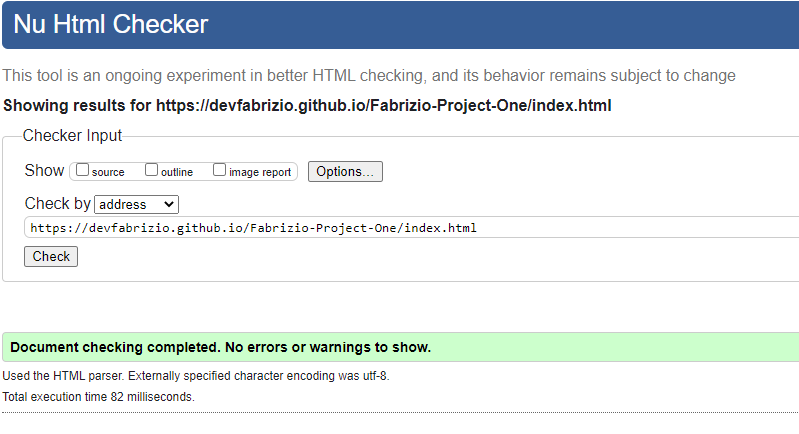 Nu Html Checker
This tool is an ongoing experiment in better HTML checking, and its behavior remains subject to change
Showing results for https://devfabrizio.github.io/Fabrizio-Project-One/index.html
Checker Input
Show source outline image report Options...
Check by address
https://devfabrizio.github.io/Fabrizio-Project-One/index.html
Check
Document checking completed. No errors or warnings to show.
Used the HTML parser. Externally specified character encoding was utf-8.
Total execution time 82 milliseconds.